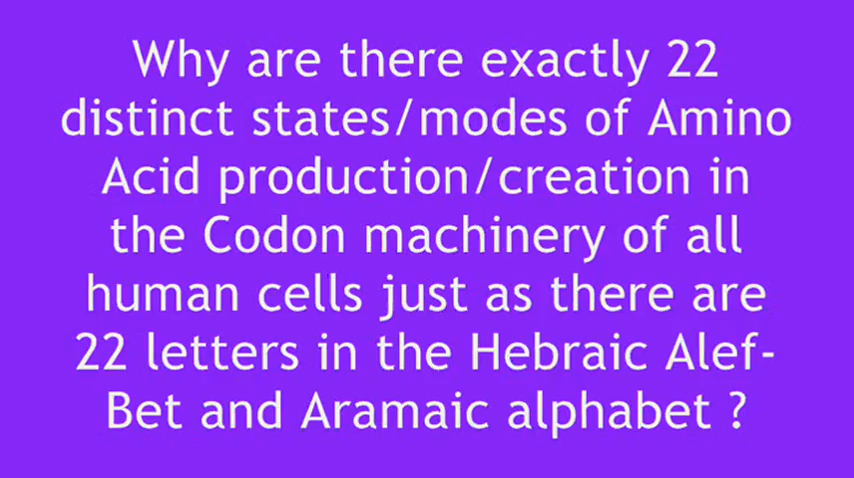 Why are there exactly 22
distinct states/modes of Amino
Acid production/creation in
the Codon machinery of all
human cells just as there are
22 letters in the Hebraic Alef-
Bet and Aramaic alphabet ?